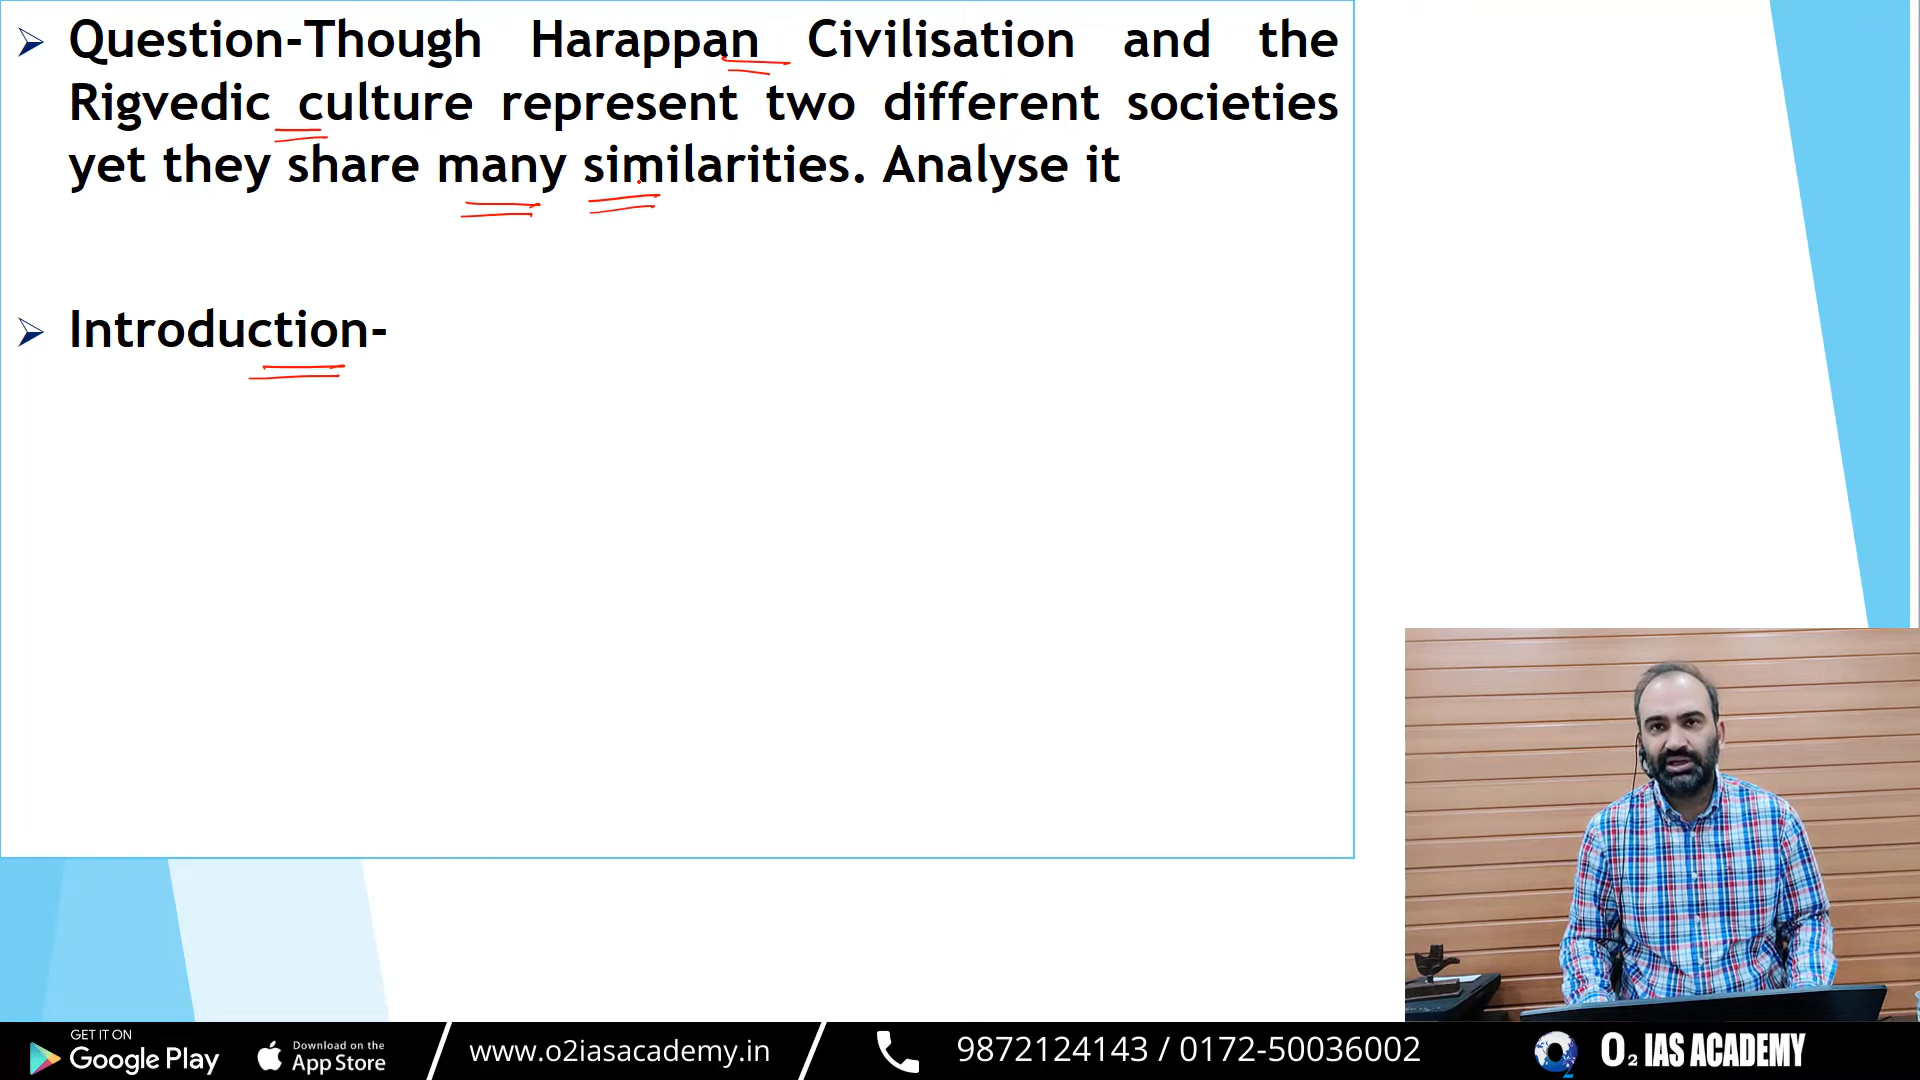 Question-Though Harappan Civilisation and the
Rigvedic culture represent two different societies
yet they share many similarities. Analyse it
Introduction-
GET IT ON
Google Play
Download on the
App Store
www.o2iasacademy.in
9872124143 / 0172-50036002
O2 IAS ACADEMY